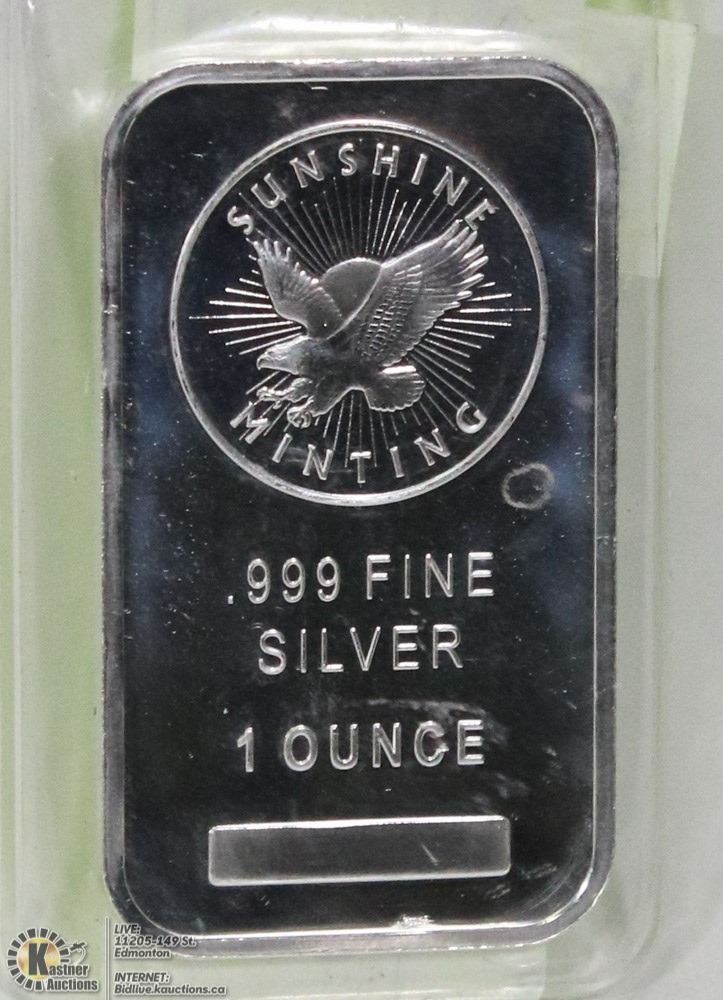 SUNSHINE
MINTING
.999 FINE
SILVER
1 OUNCE
K
Kastner
Auctions
LIVE:
11205-149 St.
Edmonton
INTERNET:
Bidlive.kauctions.ca